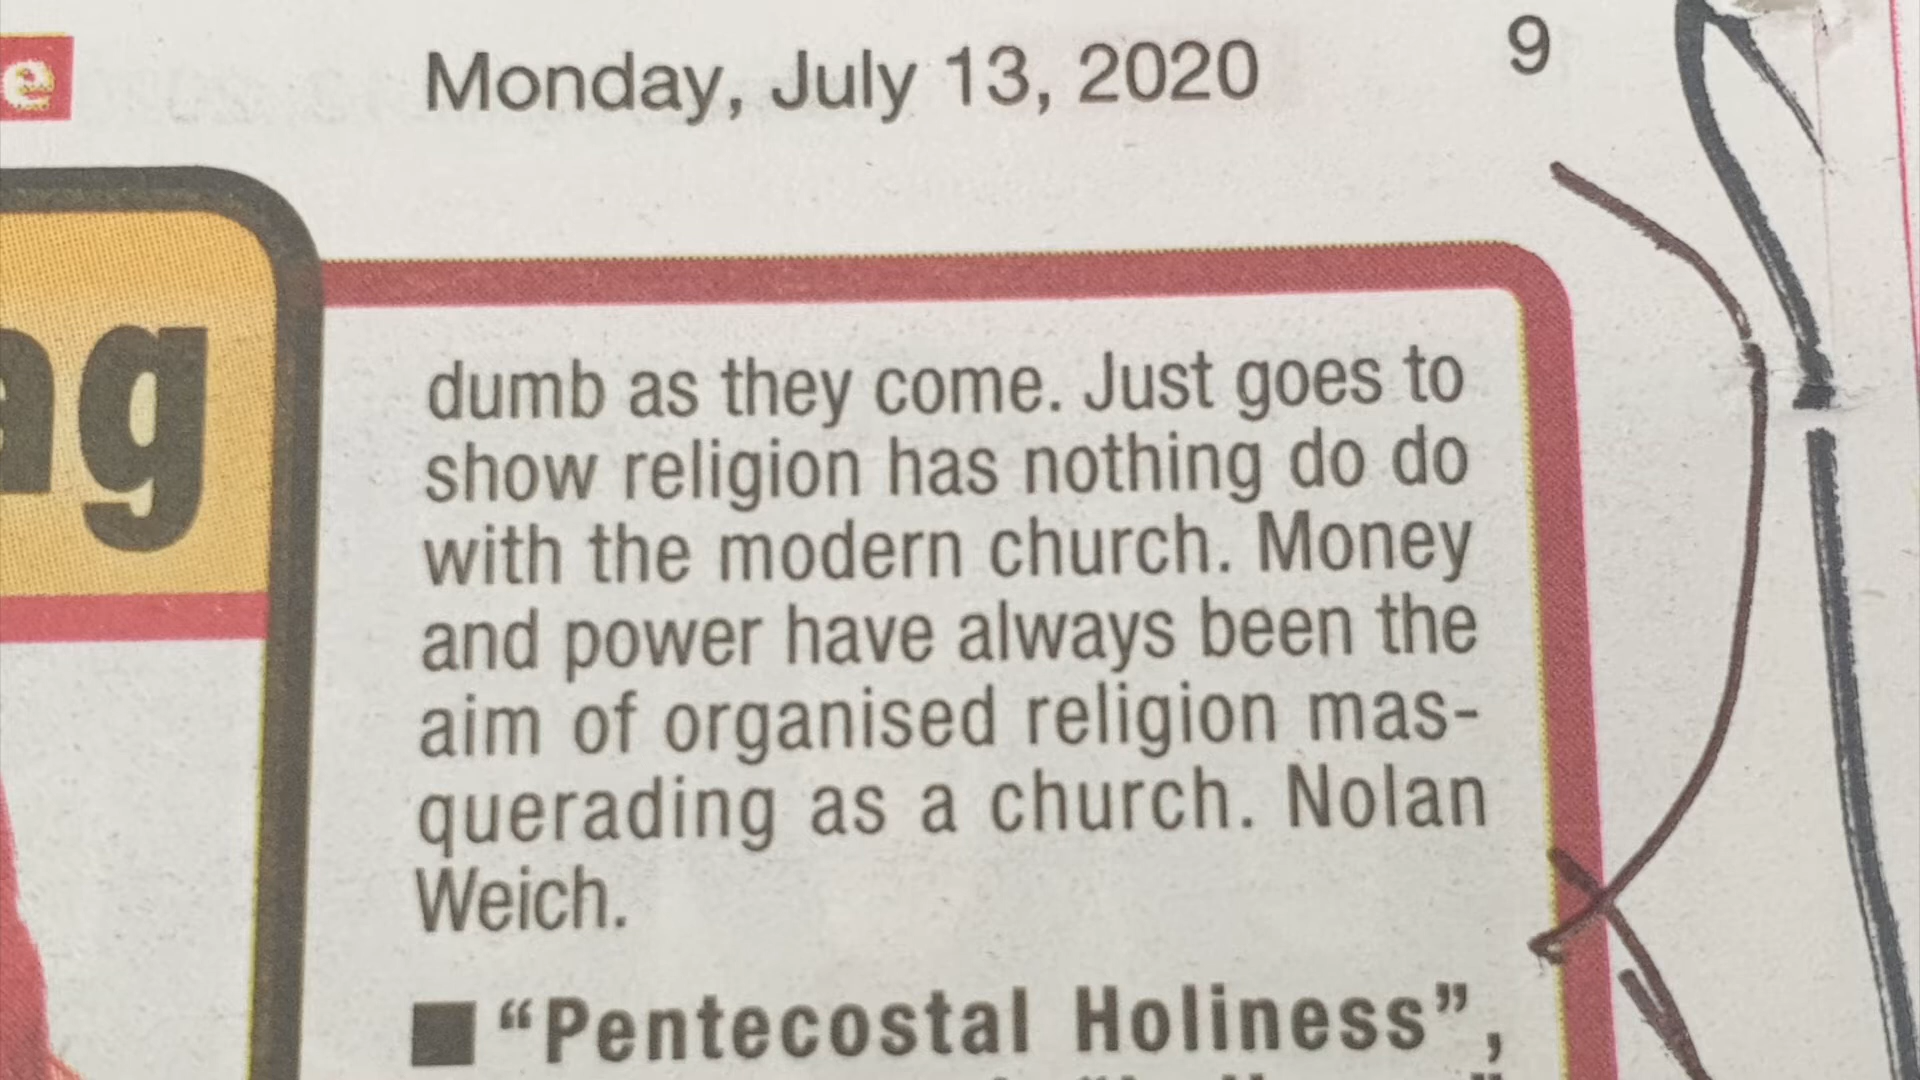 e
Monday, July 13, 2020
9
ag
dumb as they come. Just goes to
show religion has nothing do do
with the modern church. Money
and power have always been the
aim of organised religion mas-
querading as a church. Nolan
Weich.
■ “Pentecostal Holiness”,